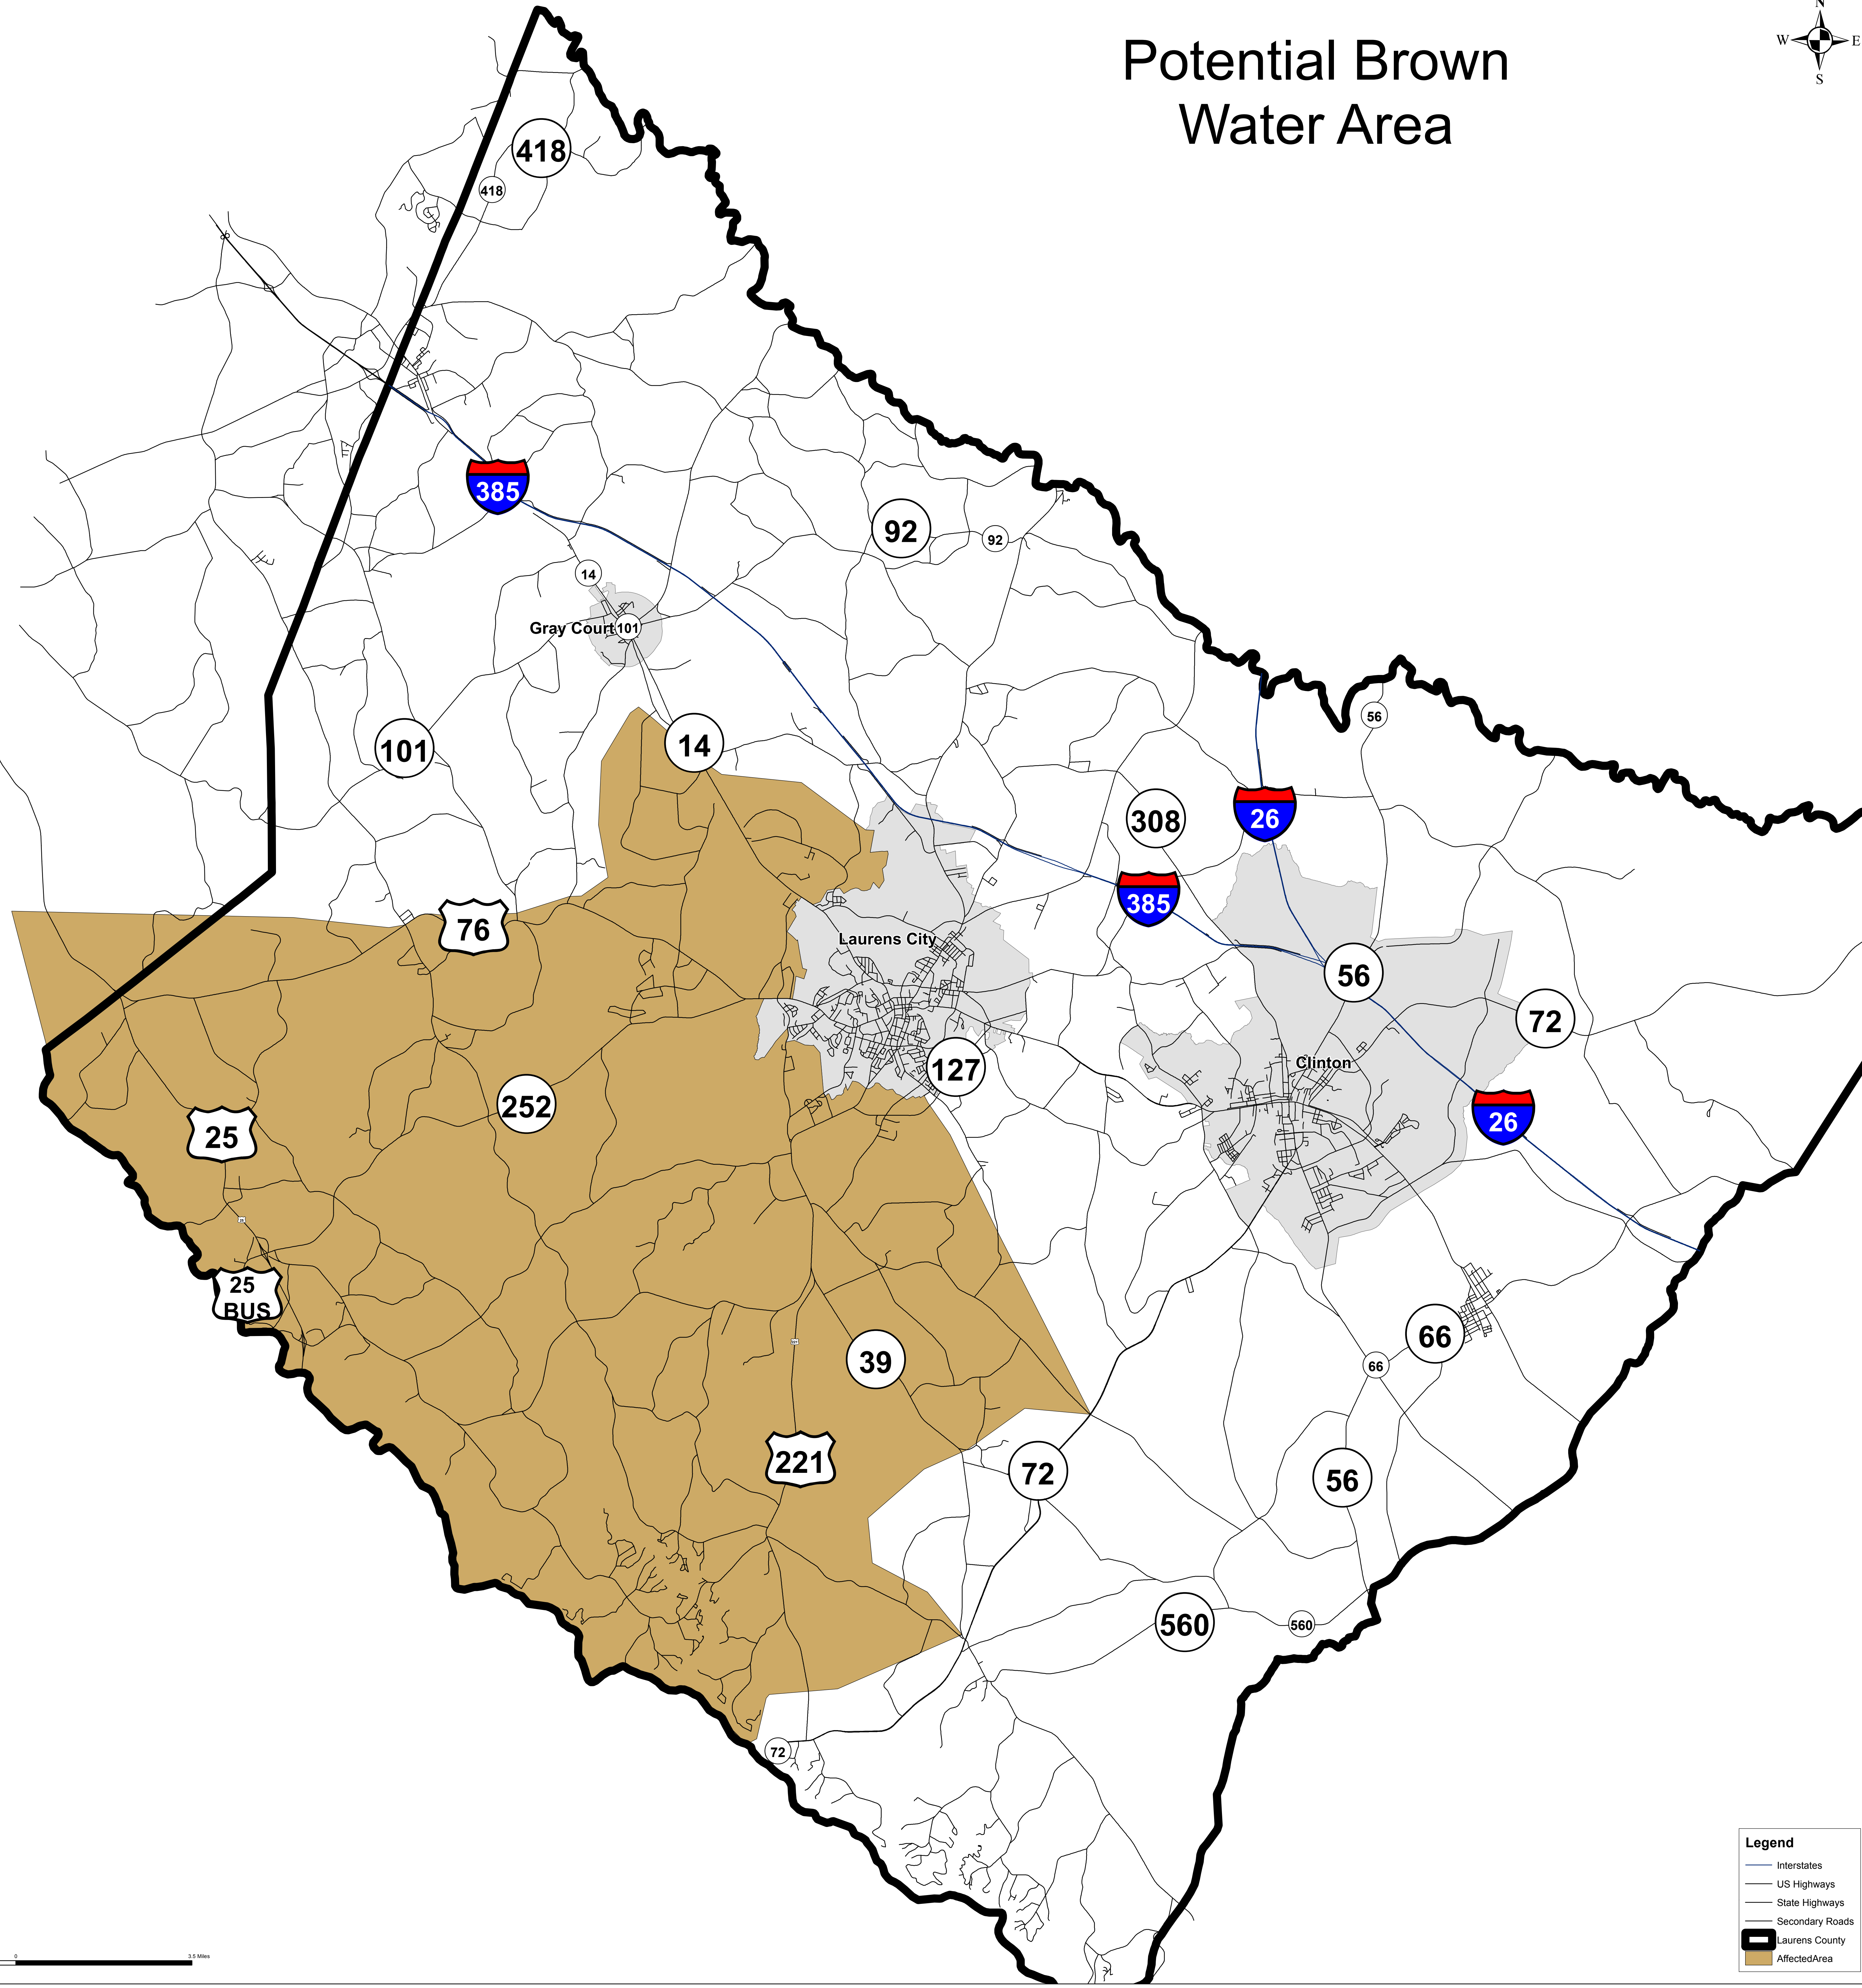 Potential Brown
Water Area
N
W
E
S
418
418
385
92
92
14
Gray Court
101
56
101
14
308
26
385
76
Laurens City
56
72
127
Clinton
252
26
25
25
BUS
66
39
66
221
72
56
560
560
72
Legend
Interstates
US Highways
State Highways
Secondary Roads
Laurens County
AffectedArea
0
3.5 Miles